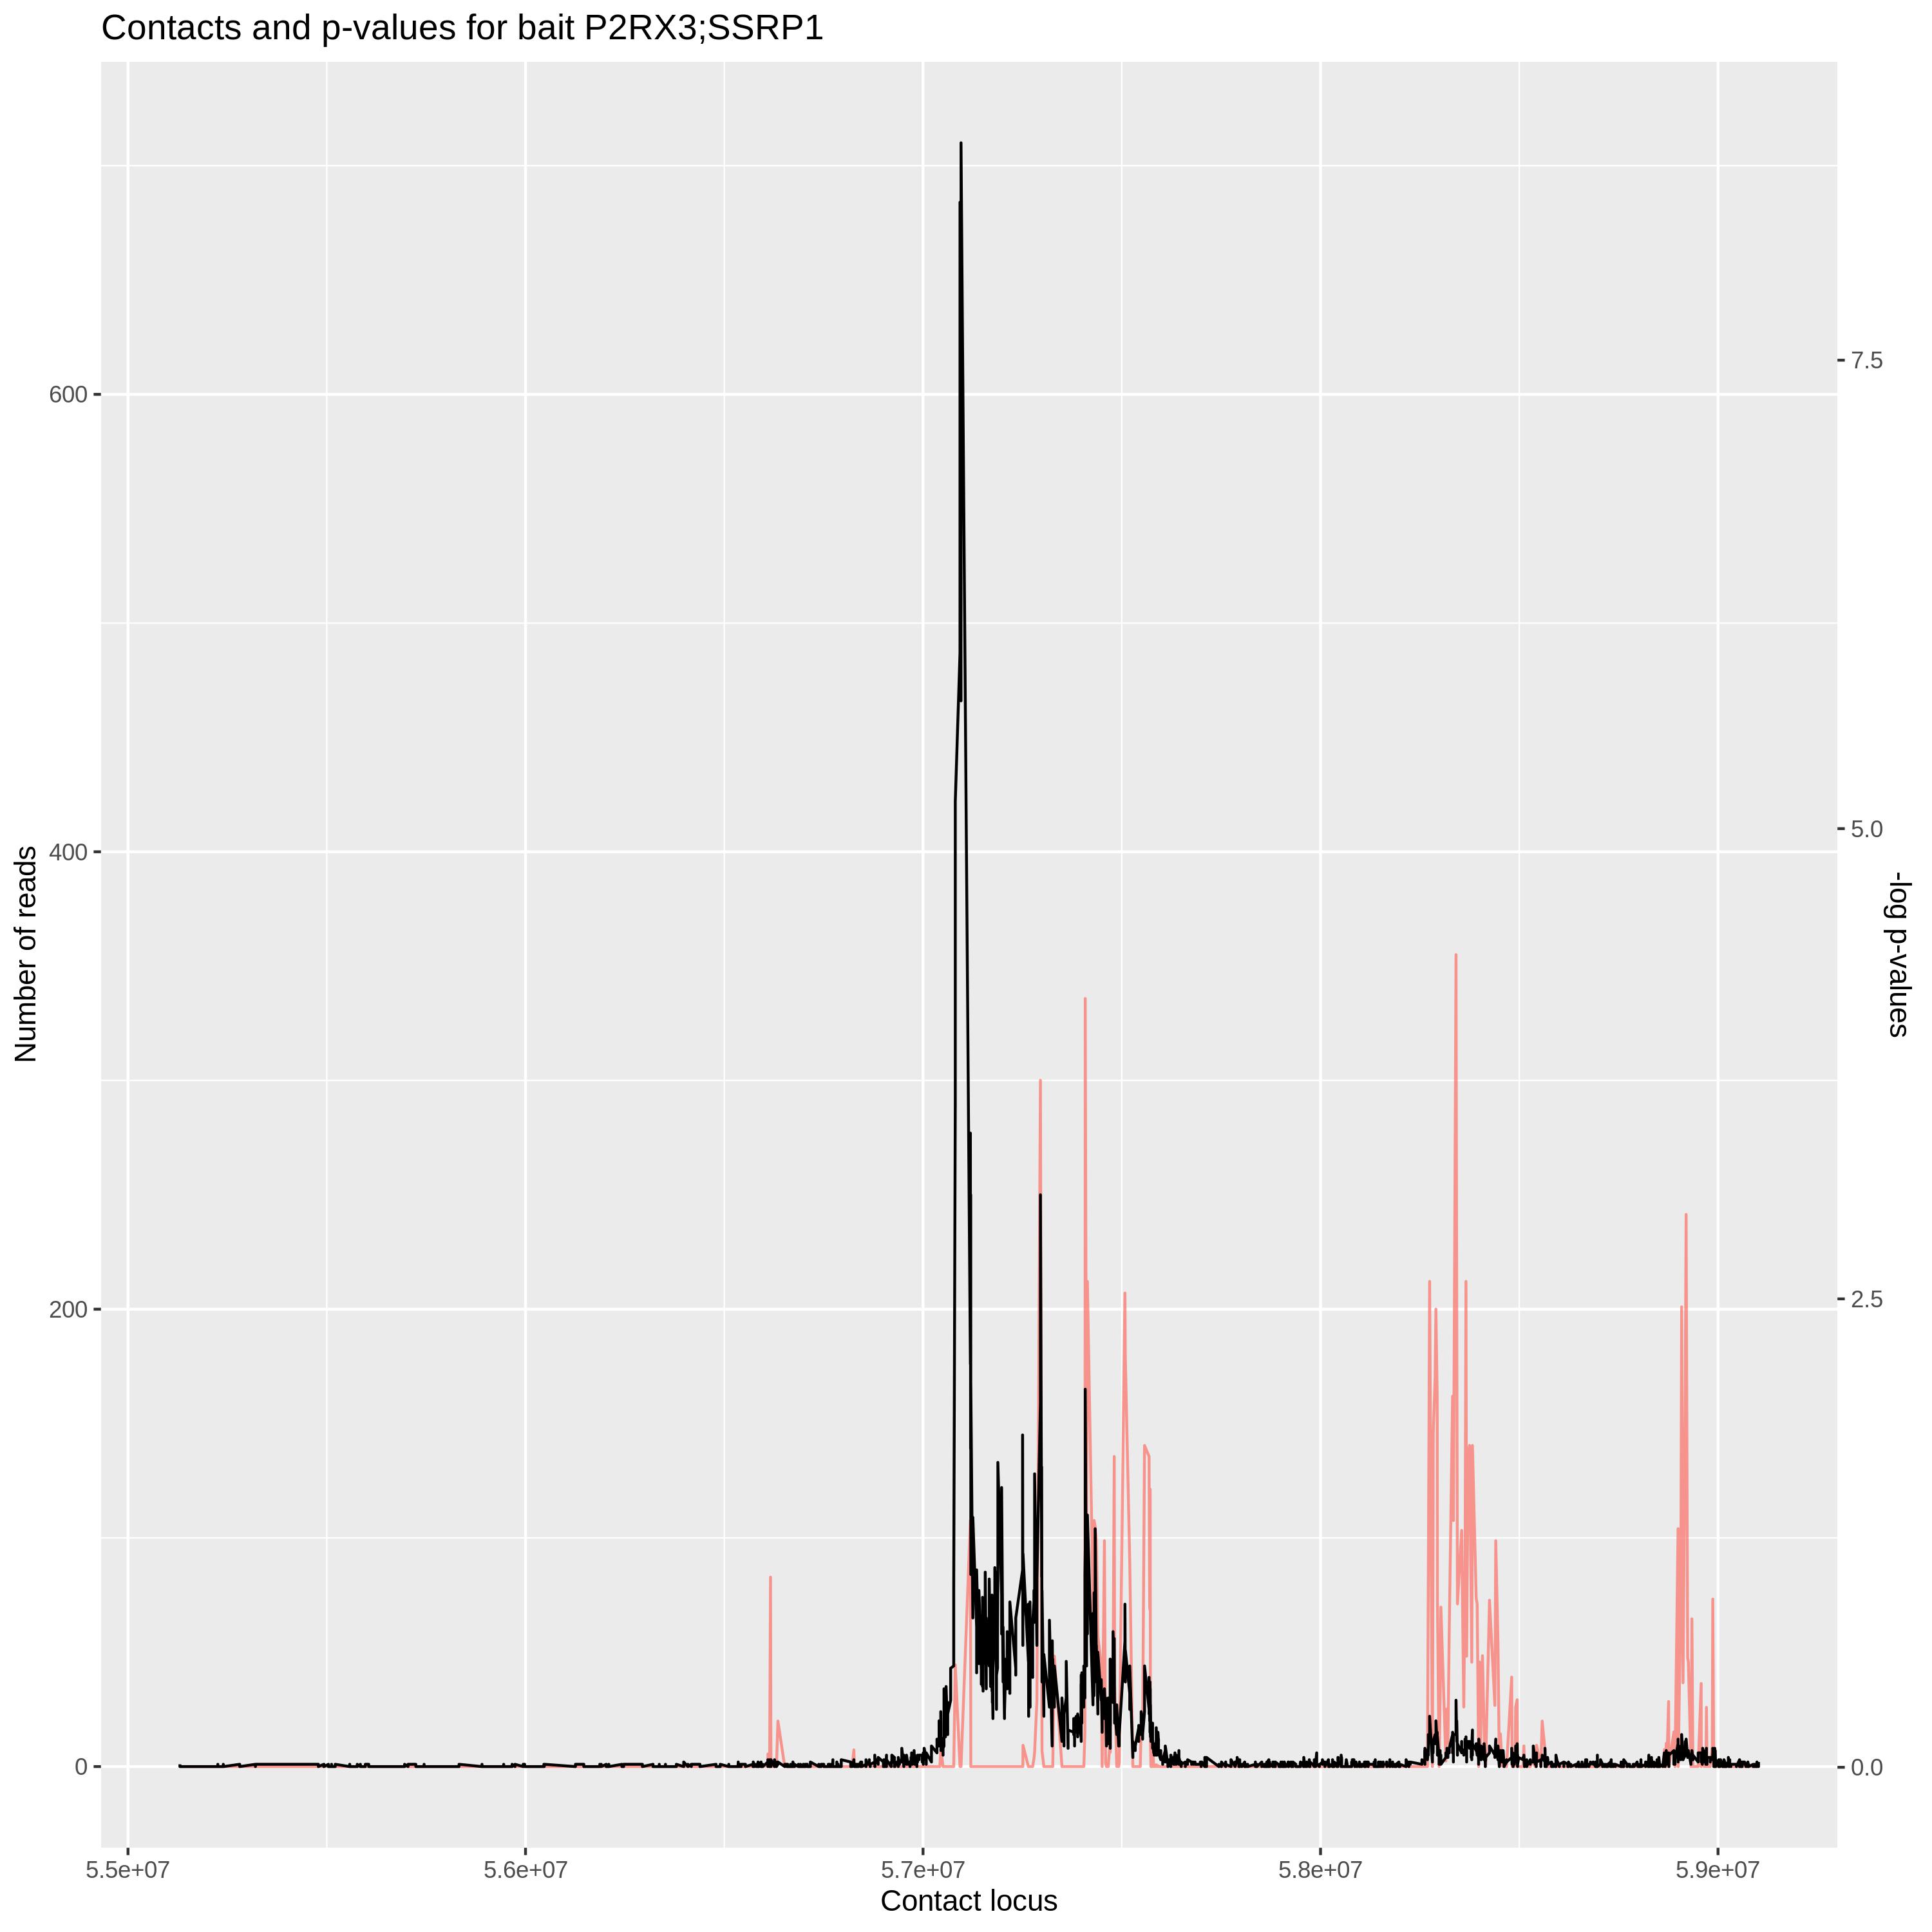 Contacts and p-values for bait P2RX3;SSRP1
Number of reads
600
400
200
0
7.5
5.0
2.5
0.0
-log p-values
5.5e+07
5.6e+07
5.7e+07
5.8e+07
5.9e+07
Contact locus